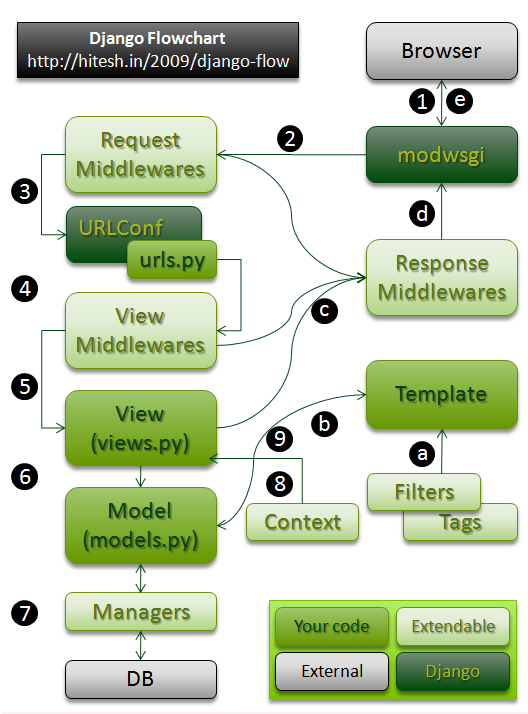 Django Flowchart
http://hitesh.in/2009/django-flow
Browser
1
e
modwsgi
2
Request
Middlewares
3
d
URLConf
urls.py
Response
Middlewares
4
View
Middlewares
c
5
View
(views.py)
Template
b
9
a
6
8
Filters
Tags
Model
(models.py)
Context
7
Managers
DB
Your code
Extendable
External
Django